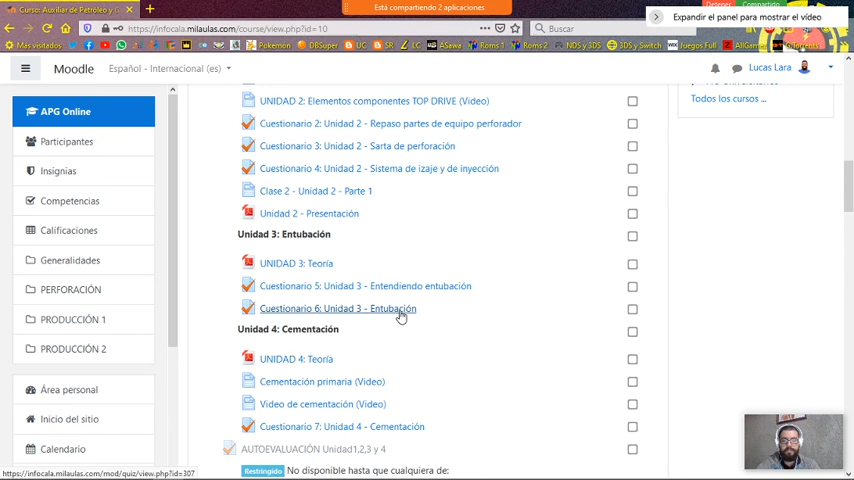 Está compartiendo 2 aplicaciones
Detener
Compartido
Curso: Auxiliar de Petróleo y G
Expandir el panel para mostrar el vídeo
https://infocala.milaulas.com/course/view.php?id=10
Buscar
Más visitados
Pokemon
DBSuper
UC
SR
LC
ASawa
Roms 1
Roms 2
NDS y 3DS
3DS y Switch
Juegos Full
AllGam
Moodle
Español - Internacional (es)
Lucas Lara
APG Online
Participantes
Insignias
Competencias
Calificaciones
Generalidades
PERFORACIÓN
PRODUCCIÓN 1
PRODUCCIÓN 2
Área personal
Inicio del sitio
Calendario
UNIDAD 2: Elementos componentes TOP DRIVE (Video)
Cuestionario 2: Unidad 2 - Repaso partes de equipo perforador
Cuestionario 3: Unidad 2 - Sarta de perforación
Cuestionario 4: Unidad 2 - Sistema de izaje y de inyección
Clase 2 - Unidad 2 - Parte 1
Unidad 2 - Presentación
Unidad 3: Entubación
UNIDAD 3: Teoría
Cuestionario 5: Unidad 3 - Entendiendo entubación
Cuestionario 6: Unidad 3 - Entubación
Unidad 4: Cementación
UNIDAD 4: Teoría
Cementación primaria (Video)
Video de cementación (Video)
Cuestionario 7: Unidad 4 - Cementación
AUTOEVALUACIÓN Unidad1,2,3 y 4
Restringido No disponible hasta que cualquiera de:
Todos los cursos ...
https://infocala.milaulas.com/mod/quiz/view.php?id=307